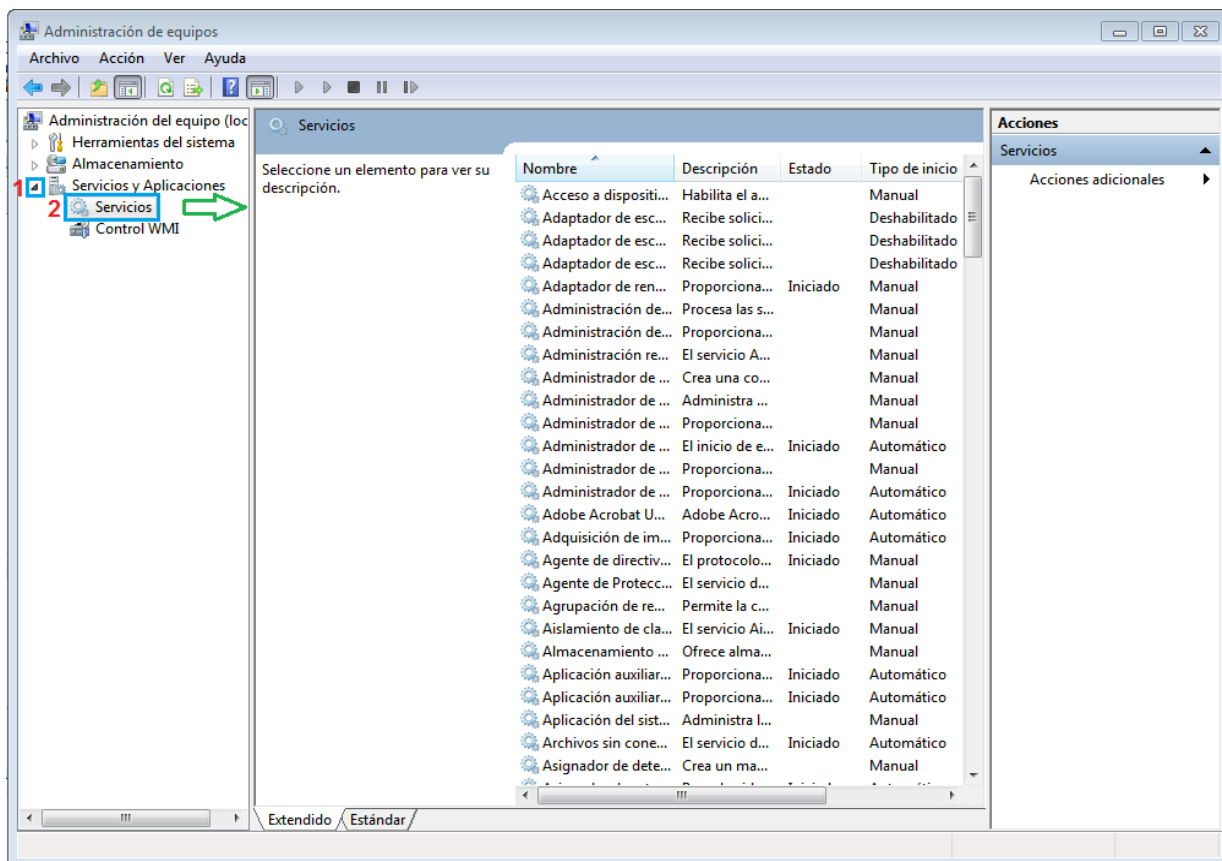 Administración de equipos
Archivo Acción Ver Ayuda
Administración del equipo (loc
Herramientas del sistema
Almacenamiento
1 Servicios y Aplicaciones
2 Servicios
Control WMI
Servicios
Seleccione un elemento para ver su
descripción.
Nombre Descripción Estado Tipo de inicio
Acceso a dispositi... Habilita el a... Manual
Adaptador de esc... Recibe solici... Deshabilitado
Adaptador de esc... Recibe solici... Deshabilitado
Adaptador de esc... Recibe solici... Deshabilitado
Adaptador de ren... Proporciona... Iniciado Manual
Administración de... Procesa las s... Manual
Administración de... Proporciona... Manual
Administración re... El servicio A... Manual
Administrador de ... Crea una co... Manual
Administrador de ... Administra ... Manual
Administrador de ... Proporciona... Manual
Administrador de ... El inicio de e... Iniciado Automático
Administrador de ... Proporciona... Manual
Administrador de ... Proporciona... Iniciado Automático
Adobe Acrobat U... Adobe Acro... Iniciado Automático
Adquisición de im... Proporciona... Iniciado Automático
Agente de directiv... El protocolo... Iniciado Manual
Agente de Protecc... El servicio d... Manual
Agrupación de re... Permite la c... Manual
Aislamiento de cla... El servicio Ai... Iniciado Manual
Almacenamiento ... Ofrece alma... Manual
Aplicación auxiliar... Proporciona... Iniciado Automático
Aplicación auxiliar... Proporciona... Iniciado Automático
Aplicación del sist... Administra l... Manual
Archivos sin cone... El servicio d... Iniciado Automático
Asignador de dete... Crea un ma... Manual
Extendido Estándar
Acciones
Servicios
Acciones adicionales